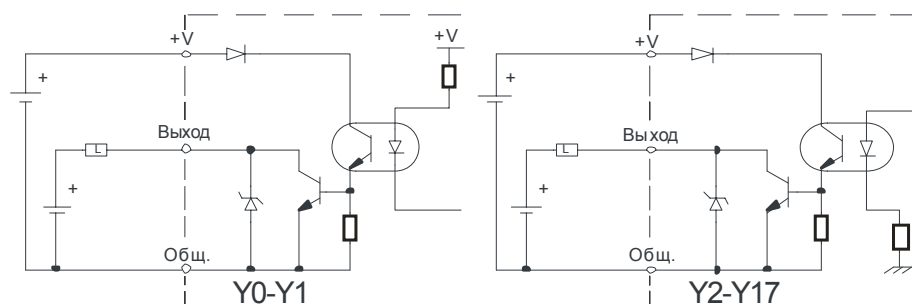 +V
+V
+
Выход
L
+
Общ.
Y0-Y1
+V
+
Выход
L
+
Общ.
Y2-Y17